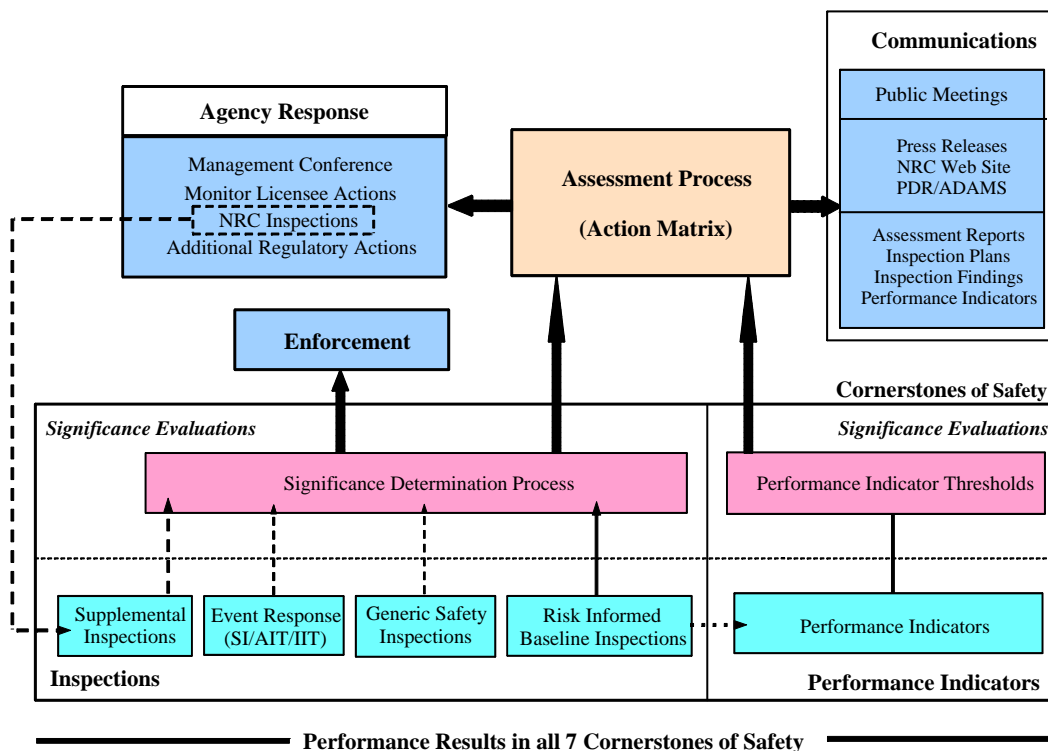 Communications
Public Meetings
Press Releases
NRC Web Site
PDR/ADAMS
Assessment Reports
Inspection Plans
Inspection Findings
Performance Indicators
Agency Response
Management Conference
Monitor Licensee Actions
NRC Inspections
Additional Regulatory Actions
Assessment Process
(Action Matrix)
Enforcement
Cornerstones of Safety
Significance Evaluations
Significance Evaluations
Significance Determination Process
Performance Indicator Thresholds
Supplemental
Inspections
Event Response
(SI/AIT/IIT)
Generic Safety
Inspections
Risk Informed
Baseline Inspections
Performance Indicators
Inspections
Performance Indicators
Performance Results in all 7 Cornerstones of Safety